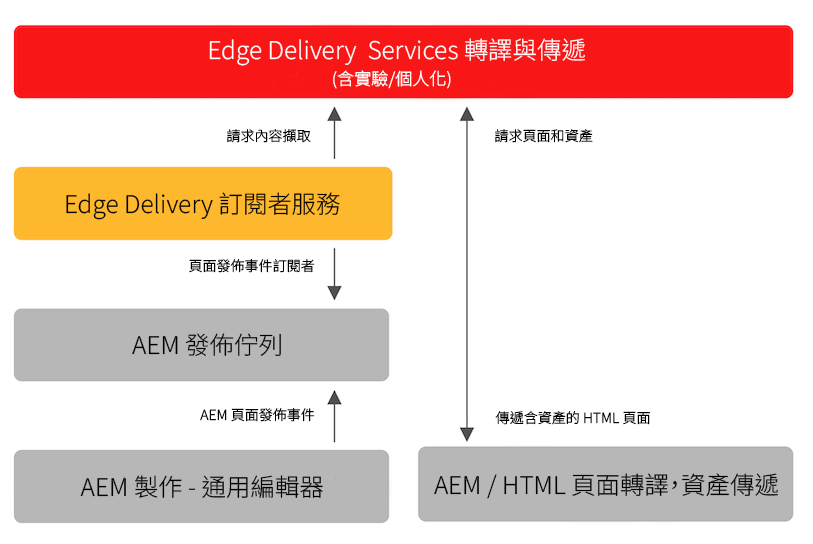 Edge Delivery Services 轉譯與傳遞
(含實驗/個人化)
請求內容擷取
請求頁面和資產
Edge Delivery 訂閱者服務
頁面發佈事件訂閱者
AEM 發佈佇列
AEM 頁面發佈事件
傳遞含資產的 HTML 頁面
AEM 製作 - 通用編輯器
AEM / HTML 頁面轉譯，資產傳遞